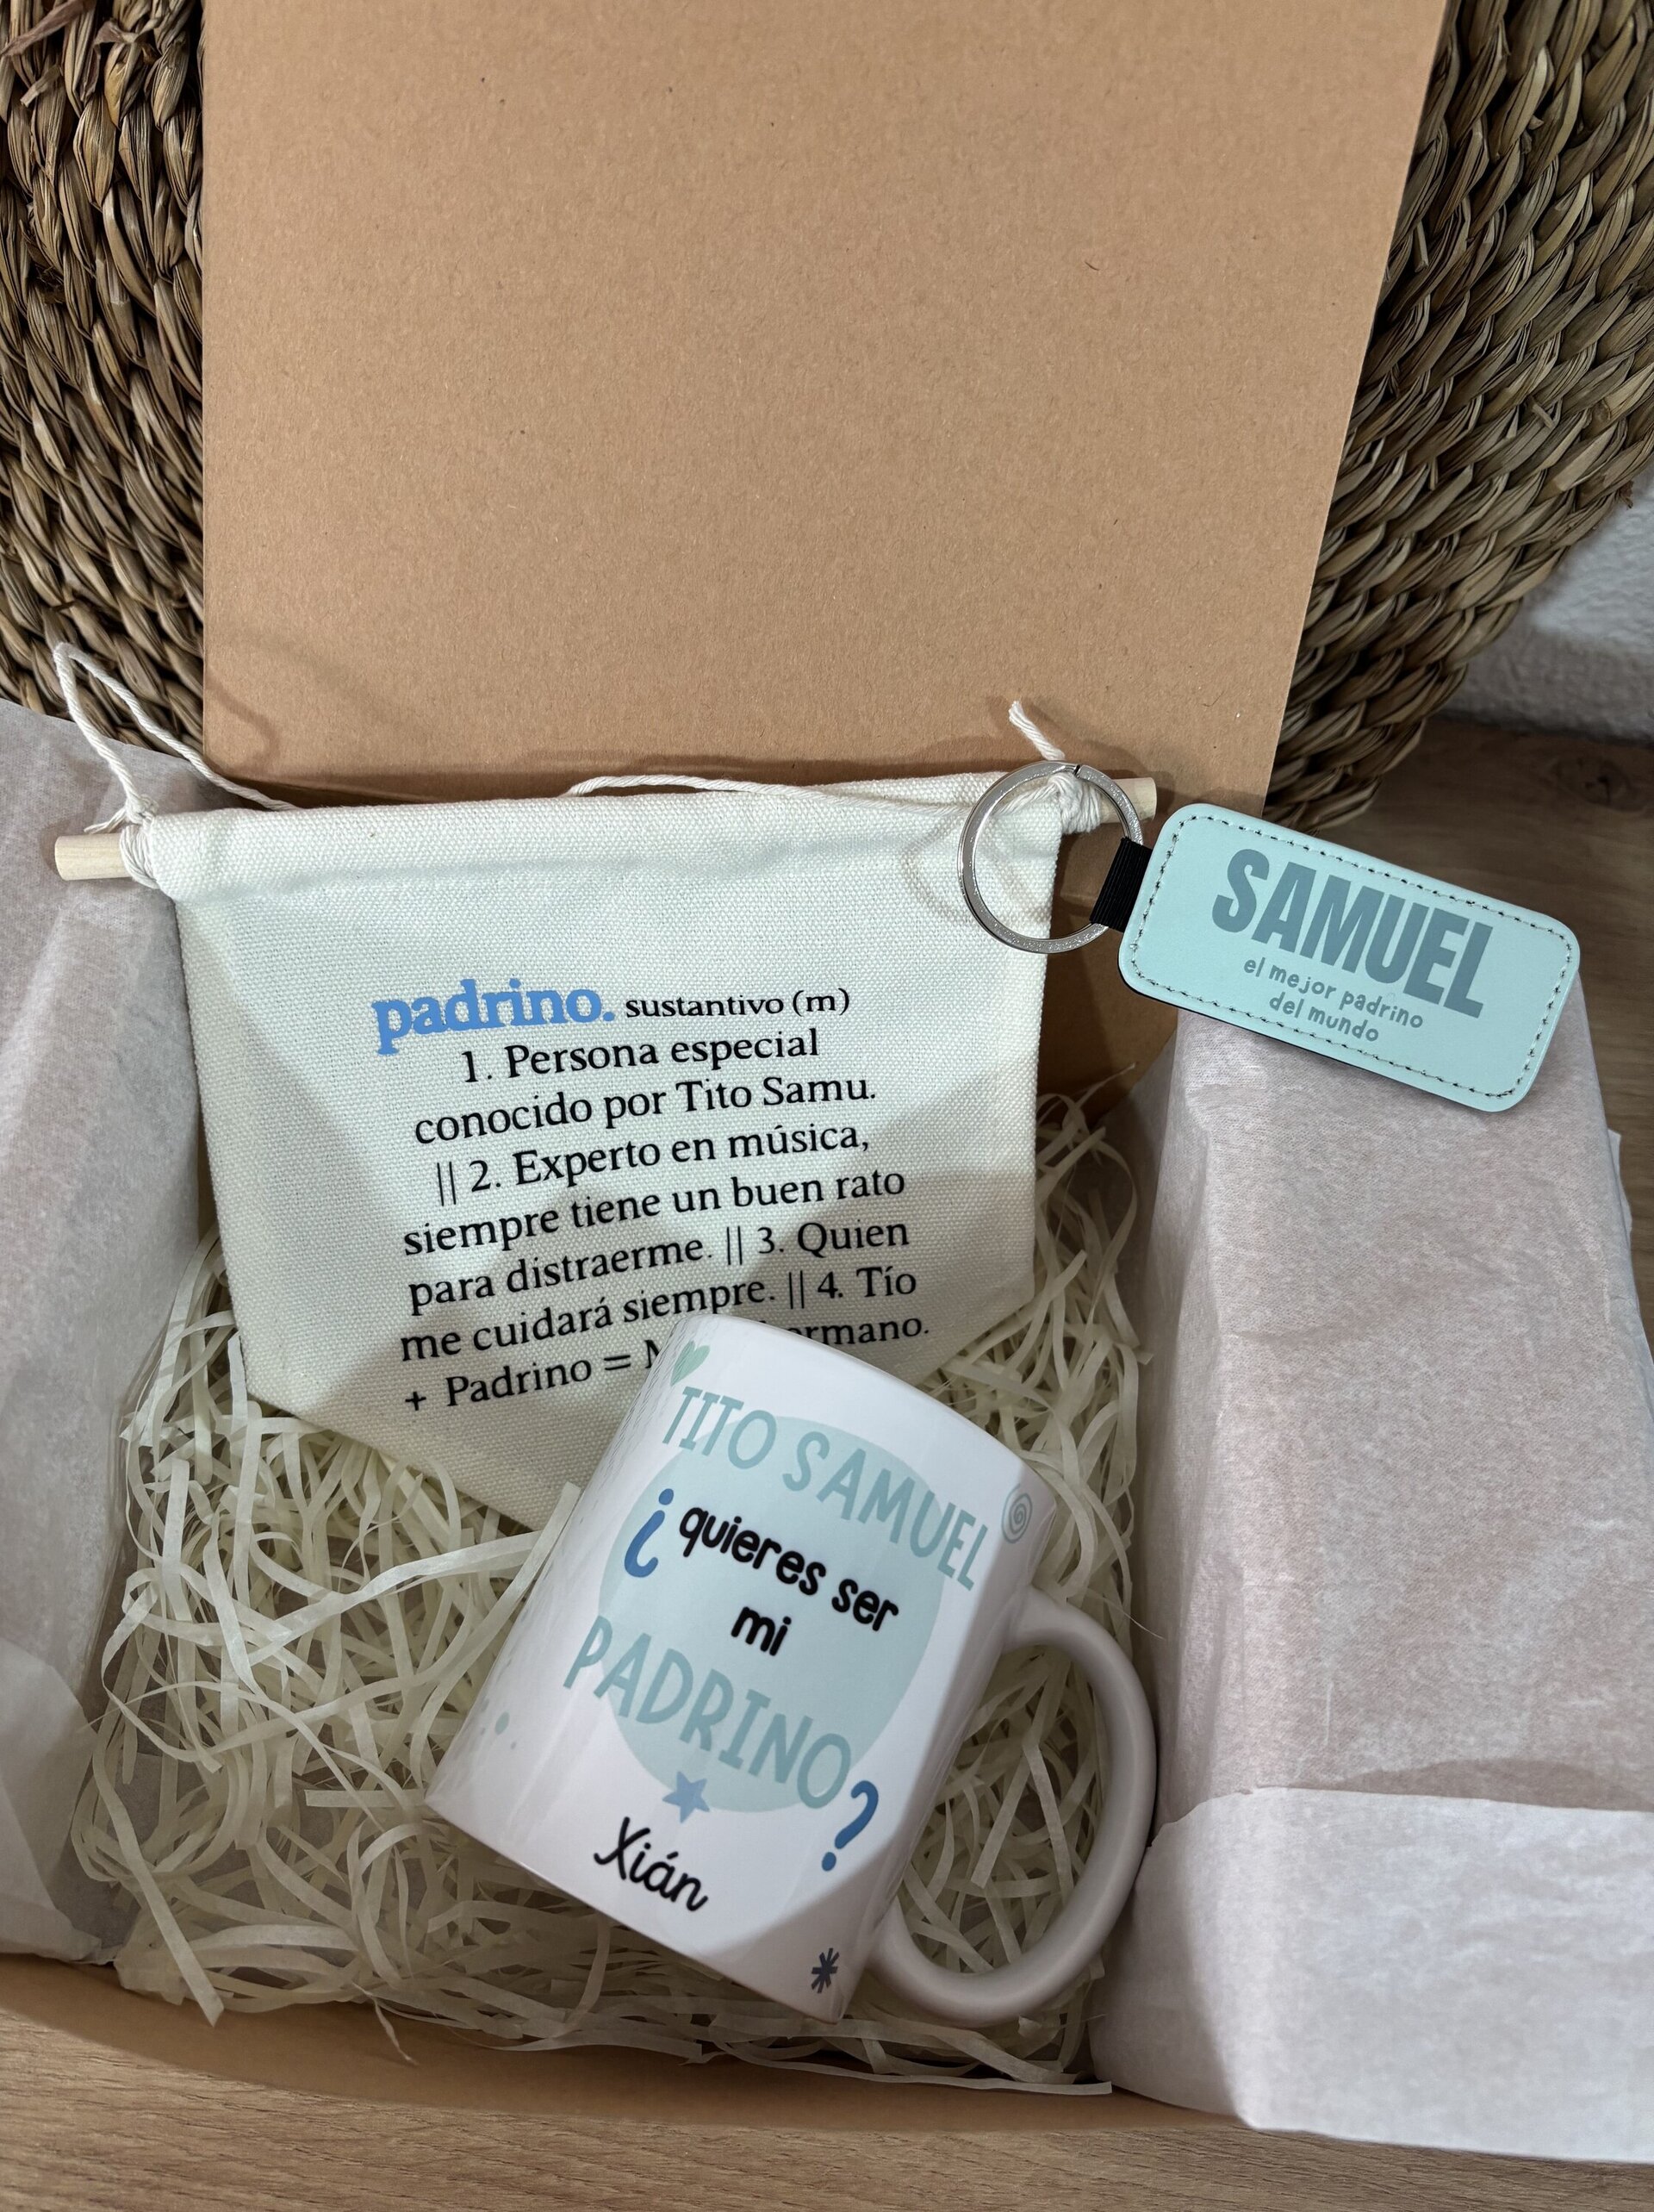 padrino. sustantivo (m)
1. Persona especial
conocido por Tito Samu.
|| 2. Experto en música,
siempre tiene un buen rato
para distraerme. || 3. Quien
me cuidará siempre. || 4. Tío
+ Padrino =
SAMUEL
el mejor padrino
del mundo
TITO SAMUEL
¿quieres ser
mi
PADRINO?
Xián